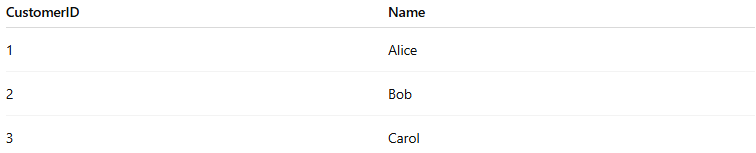 CustomerID Name
1 Alice
2 Bob
3 Carol